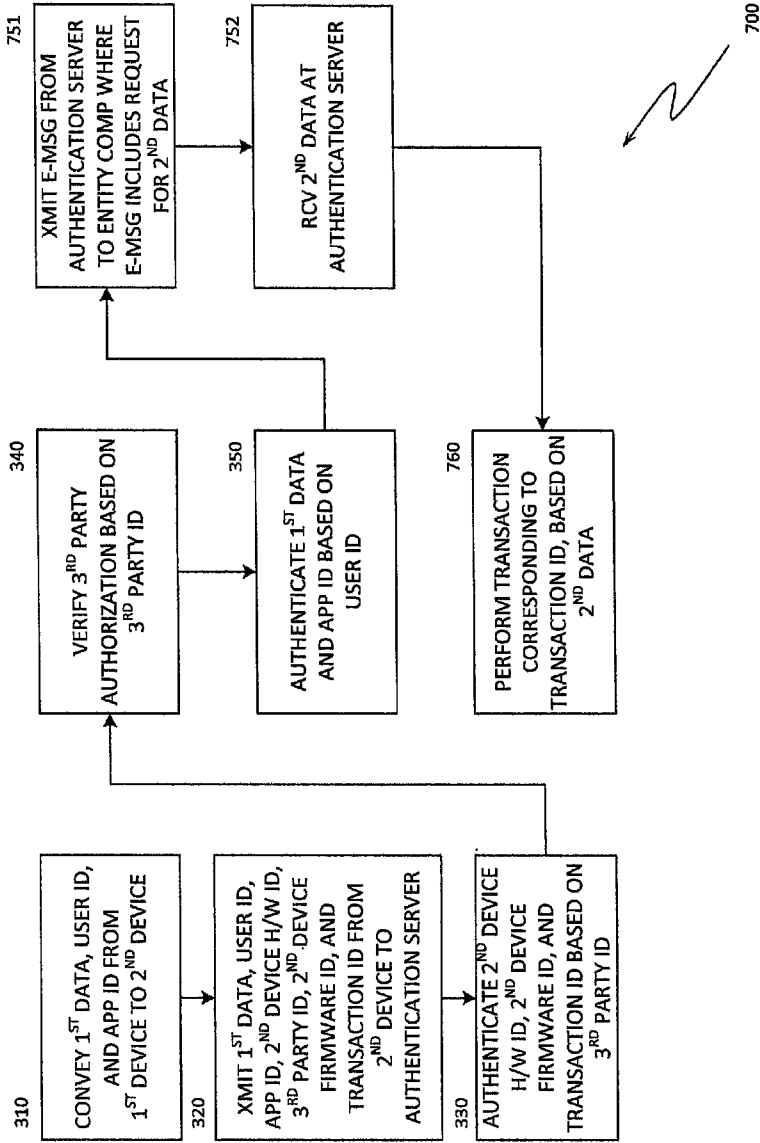 310
CONVEY 1ST DATA, USER ID,
AND APP ID FROM
1ST DEVICE TO 2ND DEVICE
320
XMIT 1ST DATA, USER ID,
APP ID, 2ND DEVICE H/W ID,
3RD PARTY ID, 2ND DEVICE
FIRMWARE ID, AND
TRANSACTION ID FROM
2ND DEVICE TO
AUTHENTICATION SERVER
330
AUTHENTICATE 2ND DEVICE
H/W ID, 2ND DEVICE
FIRMWARE ID, AND
TRANSACTION ID BASED ON
3RD PARTY ID
340
VERIFY 3RD PARTY
AUTHORIZATION BASED ON
3RD PARTY ID
350
AUTHENTICATE 1ST DATA
AND APP ID BASED ON
USER ID
751
XMIT E-MSG FROM
AUTHENTICATION SERVER
TO ENTITY COMP WHERE
E-MSG INCLUDES REQUEST
FOR 2ND DATA
752
RCV 2ND DATA AT
AUTHENTICATION SERVER
760
PERFORM TRANSACTION
CORRESPONDING TO
TRANSACTION ID, BASED ON
2ND DATA
700